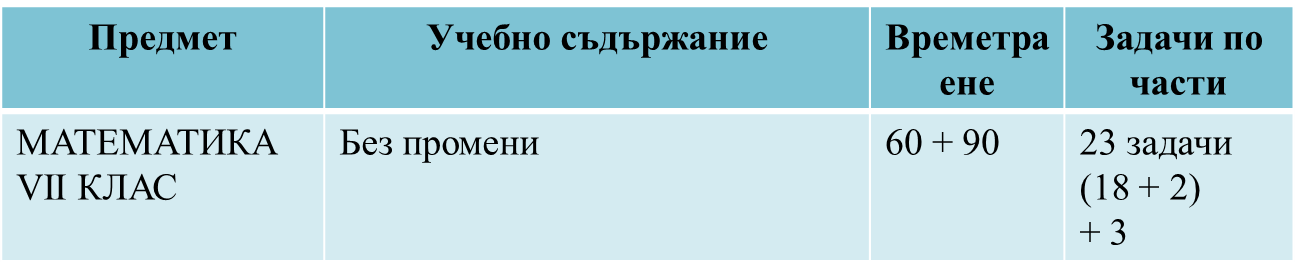 Предмет
Учебно съдържание
Времетра
ене
Задачи по
части
МАТЕМАТИКА
VII КЛАС
Без промени
60 + 90
23 задачи
(18 + 2)
+ 3